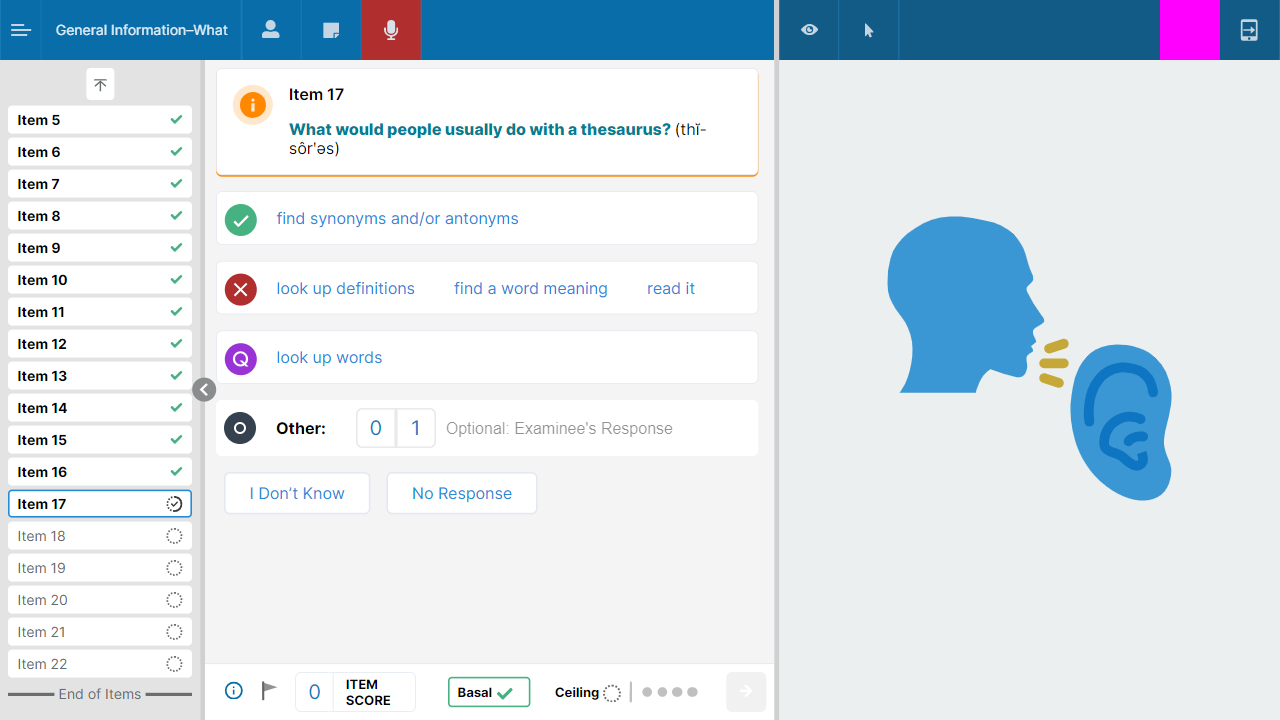 General Information–What
Item 5
Item 6
Item 7
Item 8
Item 9
Item 10
Item 11
Item 12
Item 13
Item 14
Item 15
Item 16
Item 17
Item 18
Item 19
Item 20
Item 21
Item 22
End of Items
Item 17
What would people usually do with a thesaurus? (thĭ-
sôr'əs)
find synonyms and/or antonyms
look up definitions find a word meaning read it
Q look up words
O Other: 0 1 Optional: Examinee's Response
I Don’t Know No Response
0 ITEM
SCORE
Basal Ceiling